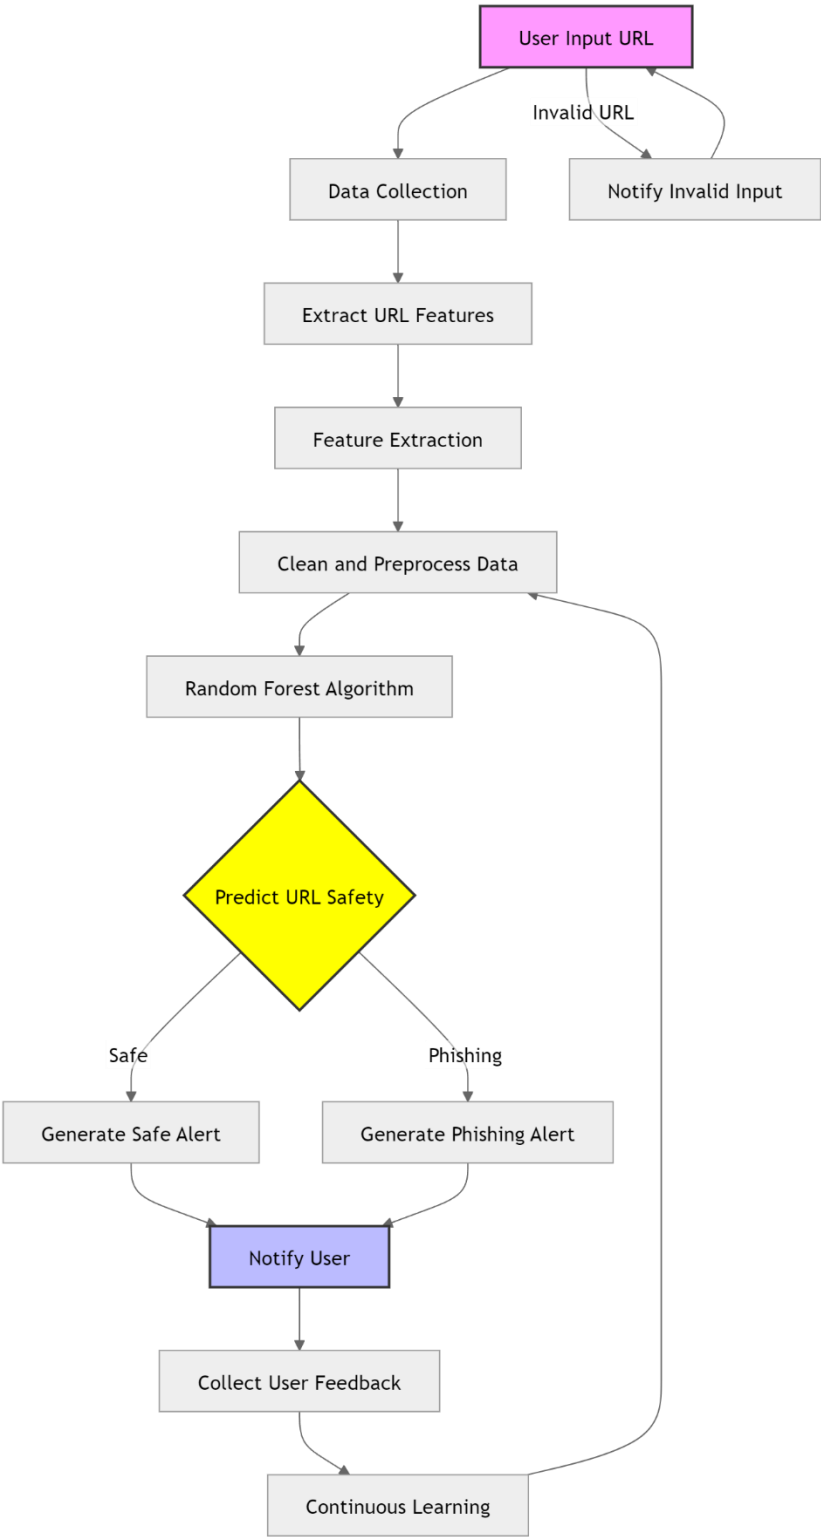 User Input URL
Invalid URL
Data Collection
Notify Invalid Input
Extract URL Features
Feature Extraction
Clean and Preprocess Data
Random Forest Algorithm
Predict URL Safety
Safe
Phishing
Generate Safe Alert
Generate Phishing Alert
Notify User
Collect User Feedback
Continuous Learning